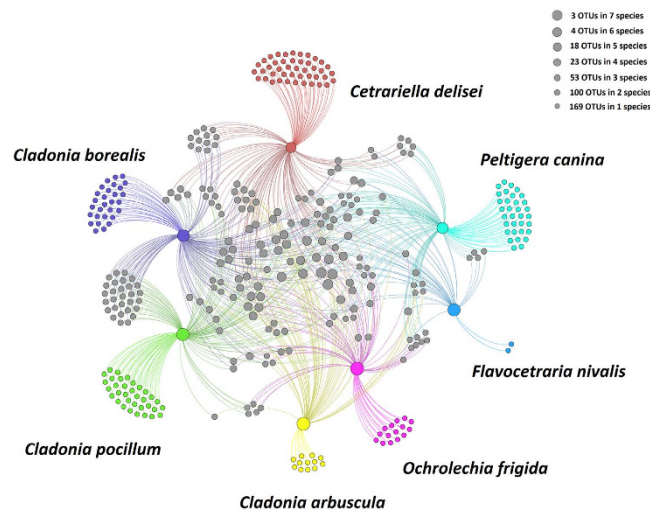 3 OTUs in 7 species
4 OTUs in 6 species
18 OTUs in 5 species
23 OTUs in 4 species
53 OTUs in 3 species
100 OTUs in 2 species
169 OTUs in 1 species
Cetrariella delisei
Cladonia borealis
Peltigera canina
Flavocetraria nivalis
Cladonia pocillum
Ochrolechia frigida
Cladonia arbuscula